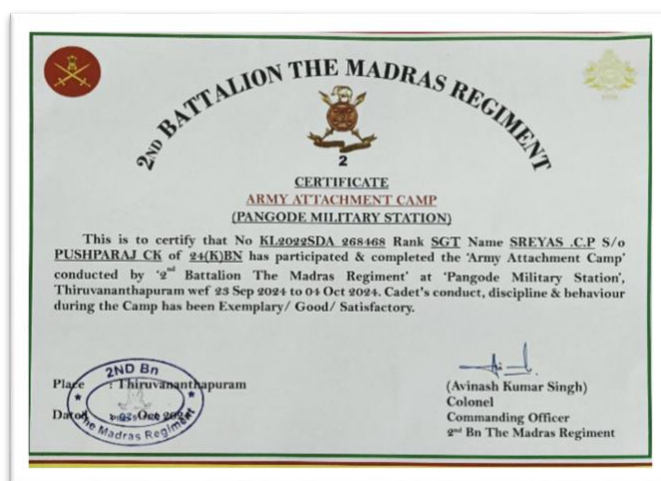 2ND BATTALION THE MADRAS REGIMENT
2
CERTIFICATE
ARMY ATTACHMENT CAMP
(PANGODE MILITARY STATION)
This is to certify that No KL2022SDA 268468 Rank SGT Name SREYAS .C.P S/o
PUSHPARAJ CK of 24(K)BN has participated & completed the 'Army Attachment Camp'
conducted by '2nd Battalion The Madras Regiment' at 'Pangode Military Station',
Thiruvananthapuram wef 23 Sep 2024 to 04 Oct 2024. Cadet's conduct, discipline & behaviour
during the Camp has been Exemplary/ Good/ Satisfactory.
Place : Thiruvananthapuram
Dated : Oct 2024
2ND Bn
The Madras Regiment
(Avinash Kumar Singh)
Colonel
Commanding Officer
2nd Bn The Madras Regiment